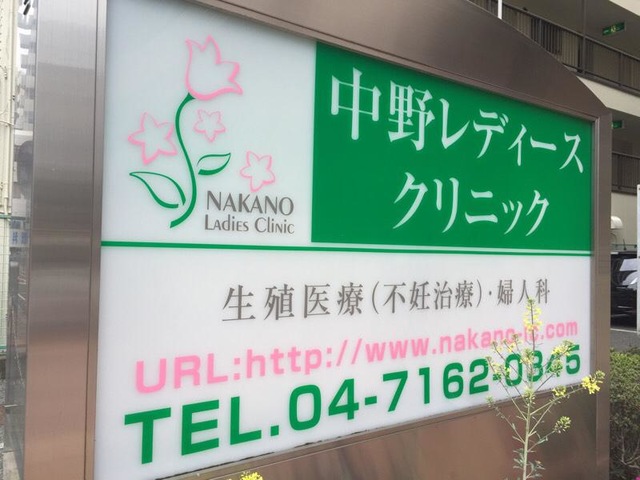 中野レディース
クリニック
NAKANO
Ladies Clinic
生殖医療(不妊治療)・婦人科
URL:http://www.nakano-lc.com
TEL.04-7162-0345